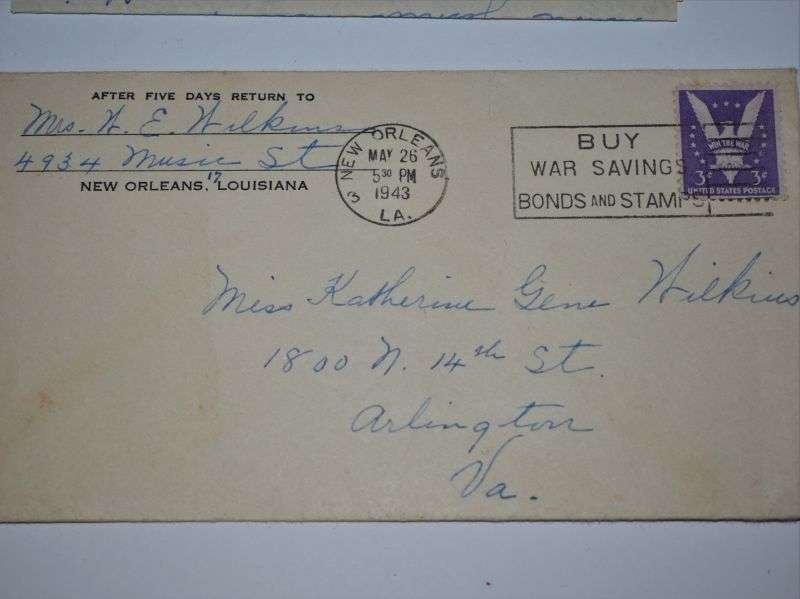 AFTER FIVE DAYS RETURN TO
Mrs. W. E. Wilkins
4934 Music St
NEW ORLEANS, 17, LOUISIANA
NEW ORLEANS
MAY 26
5 30 PM
1943
3
LA.
BUY
WAR SAVINGS
BONDS AND STAMPS
WIN THE WAR
3¢ 3¢
UNITED STATES POSTAGE
Miss Katherine Gene Wilkins
1800 N. 14th St.
Arlington
Va.